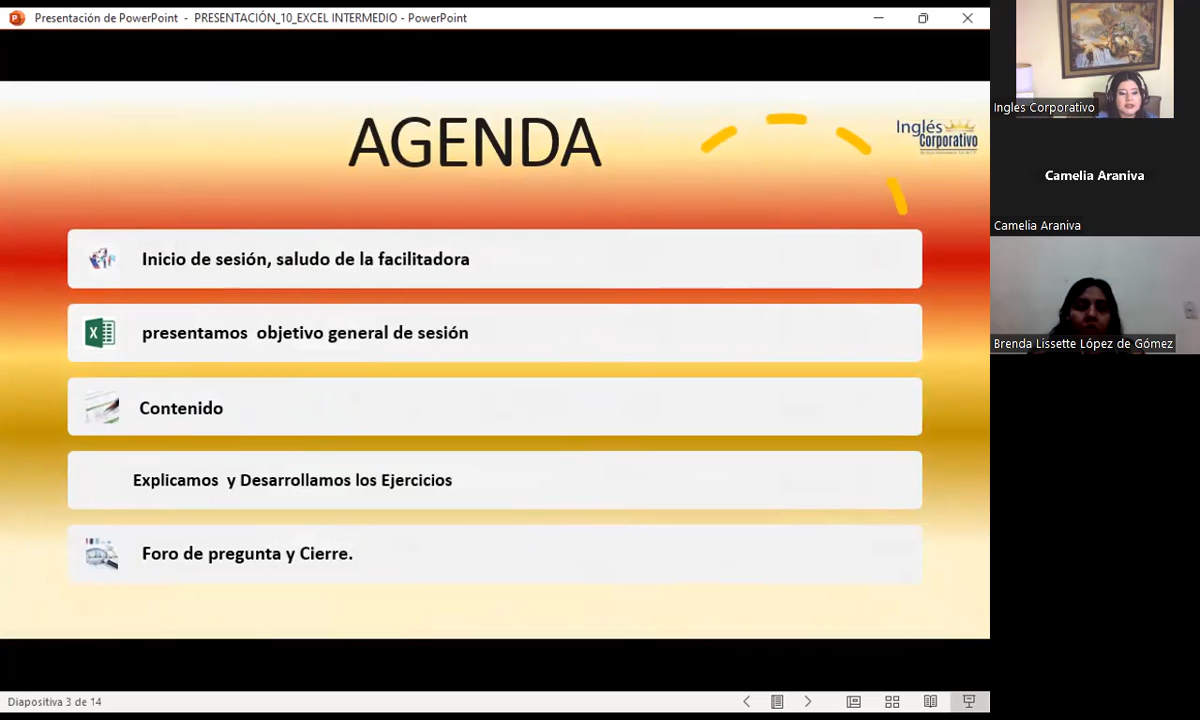 Presentación de PowerPoint - PRESENTACIÓN_10_EXCEL INTERMEDIO - PowerPoint
AGENDA
Inglés
Corporativo
Inicio de sesión, saludo de la facilitadora
presentamos objetivo general de sesión
Contenido
Explicamos y Desarrollamos los Ejercicios
Foro de pregunta y Cierre.
Diapositiva 3 de 14
Ingles Corporativo
Camelia Araniva
Camelia Araniva
Brenda Lissette López de Gómez